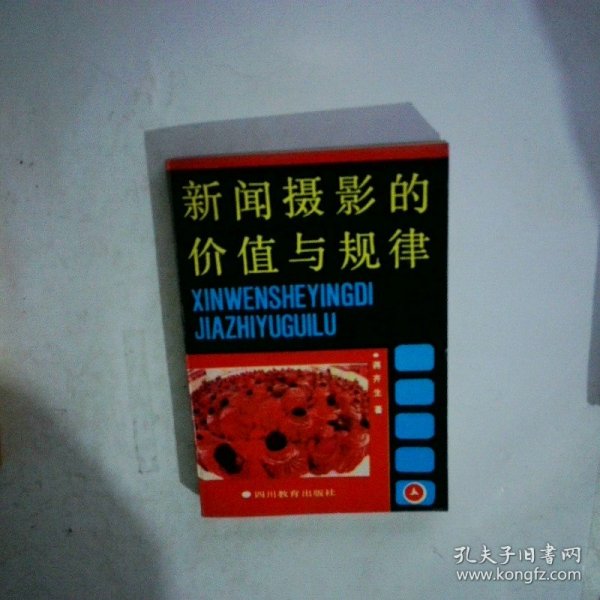 新闻摄影的
价值与规律
XINWENSHEYINGDI
JIAZHIYUGUILU
著
四川教育出版社
孔夫子旧书网
www.kongfz.com